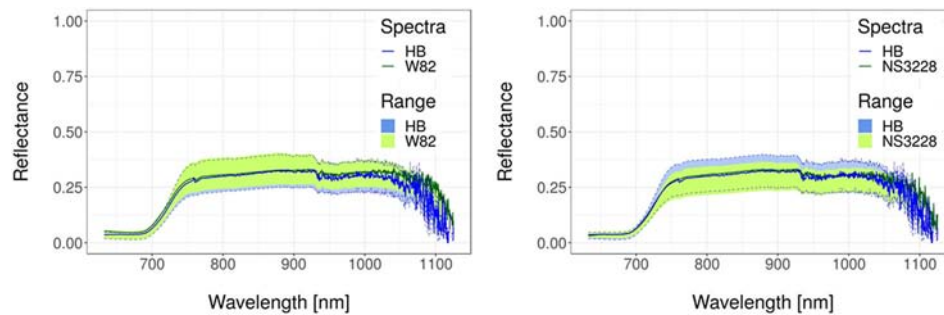 Reflectance
1.00
0.75
0.50
0.25
0.00
Spectra
HB
W82
Range
HB
W82
700
800
900
1000
1100
Wavelength [nm]
Reflectance
1.00
0.75
0.50
0.25
0.00
Spectra
HB
NS3228
Range
HB
NS3228
700
800
900
1000
1100
Wavelength [nm]